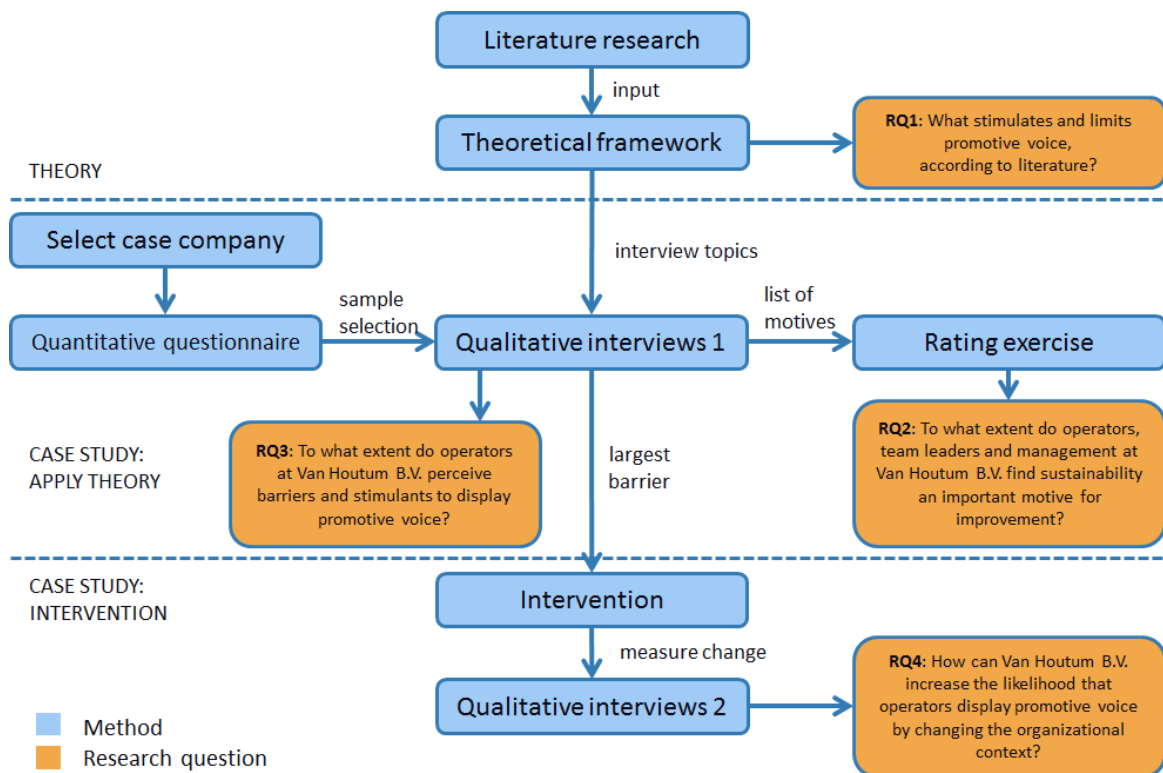 Literature research
input
Theoretical framework
RQ1: What stimulates and limits
promotive voice,
according to literature?
THEORY
Select case company
interview topics
sample
selection
list of
motives
Quantitative questionnaire
Qualitative interviews 1
Rating exercise
CASE STUDY:
APPLY THEORY
RQ3: To what extent do operators
at Van Houtum B.V. perceive
barriers and stimulants to display
promotive voice?
largest
barrier
RQ2: To what extent do operators,
team leaders and management at
Van Houtum B.V. find sustainability
an important motive for
improvement?
CASE STUDY:
INTERVENTION
Intervention
measure change
Qualitative interviews 2
RQ4: How can Van Houtum B.V.
increase the likelihood that
operators display promotive voice
by changing the organizational
context?
Method
Research question